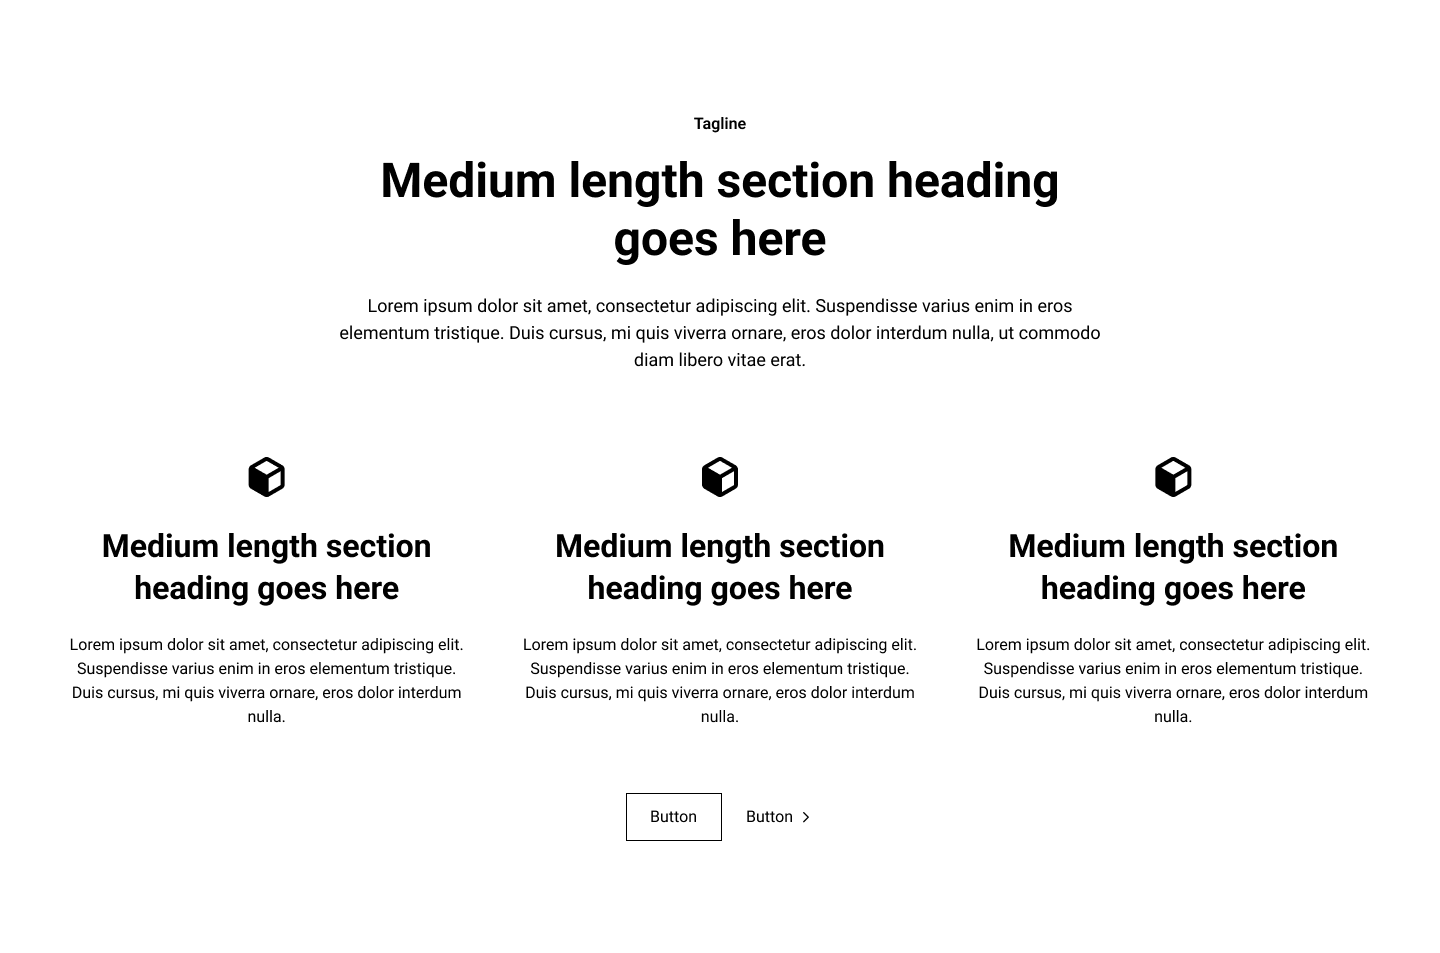 Tagline
Medium length section heading
goes here
Lorem ipsum dolor sit amet, consectetur adipiscing elit. Suspendisse varius enim in eros
elementum tristique. Duis cursus, mi quis viverra ornare, eros dolor interdum nulla, ut commodo
diam libero vitae erat.
Medium length section
heading goes here
Lorem ipsum dolor sit amet, consectetur adipiscing elit.
Suspendisse varius enim in eros elementum tristique.
Duis cursus, mi quis viverra ornare, eros dolor interdum
nulla.
Medium length section
heading goes here
Lorem ipsum dolor sit amet, consectetur adipiscing elit.
Suspendisse varius enim in eros elementum tristique.
Duis cursus, mi quis viverra ornare, eros dolor interdum
nulla.
Medium length section
heading goes here
Lorem ipsum dolor sit amet, consectetur adipiscing elit.
Suspendisse varius enim in eros elementum tristique.
Duis cursus, mi quis viverra ornare, eros dolor interdum
nulla.
Button
Button